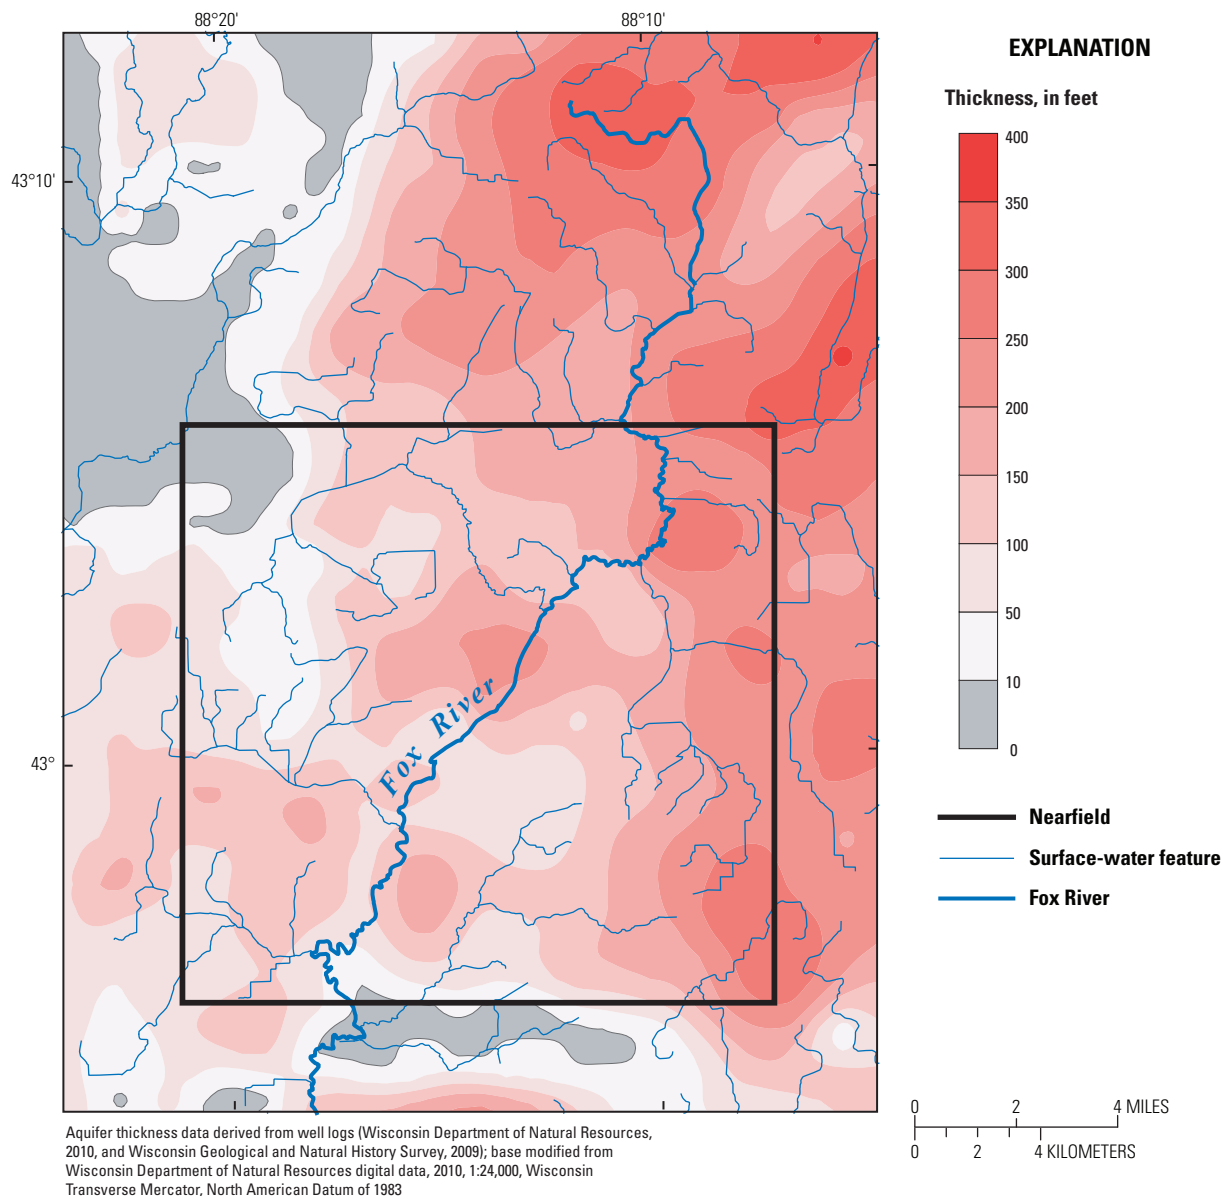 88°20'
88°10'
43°10'
43°
Fox River
EXPLANATION
Thickness, in feet
400
350
300
250
200
150
100
50
10
0
Nearfield
Surface-water feature
Fox River
0 2 4 MILES
0 2 4 KILOMETERS
Aquifer thickness data derived from well logs (Wisconsin Department of Natural Resources,
2010, and Wisconsin Geological and Natural History Survey, 2009); base modified from
Wisconsin Department of Natural Resources digital data, 2010, 1:24,000, Wisconsin
Transverse Mercator, North American Datum of 1983